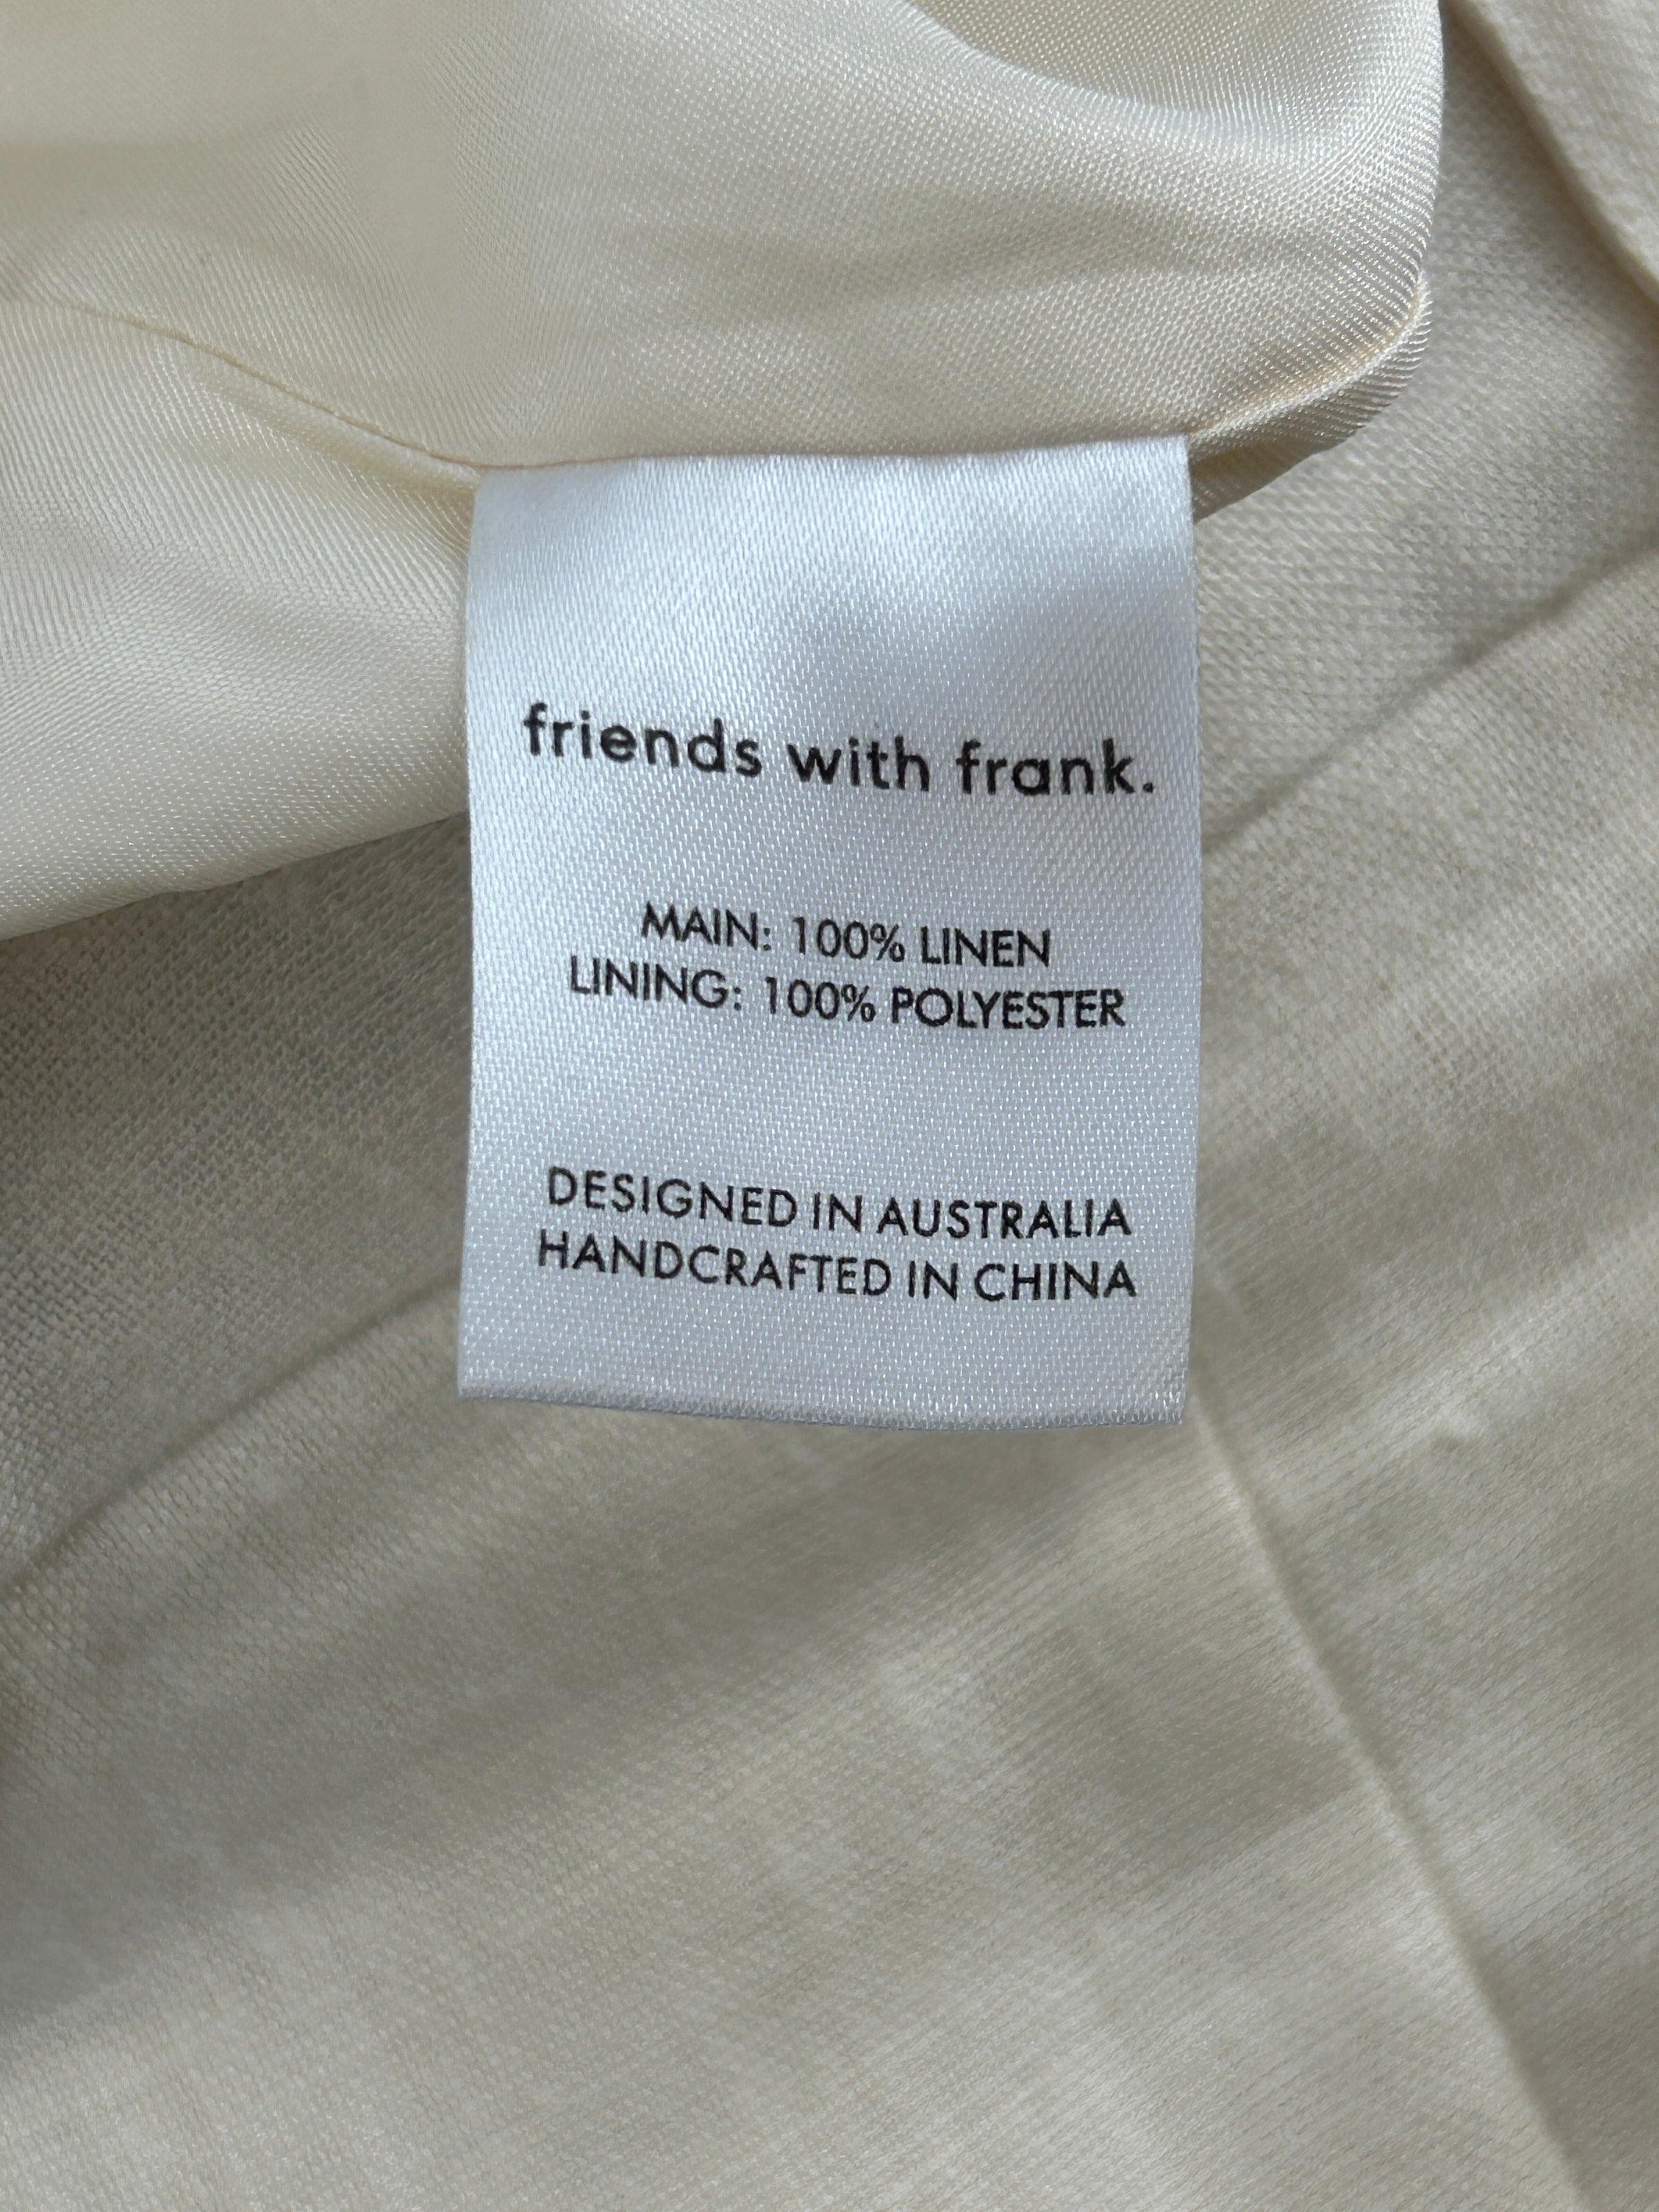 friends with frank.
MAIN: 100% LINEN
LINING: 100% POLYESTER
DESIGNED IN AUSTRALIA
HANDCRAFTED IN CHINA